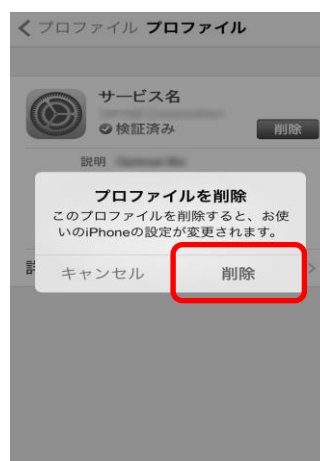 プロファイル プロファイル
サービス名
検証済み
削除
説明
プロファイルを削除
このプロファイルを削除すると、お使
いのiPhoneの設定が変更されます。
キャンセル 削除